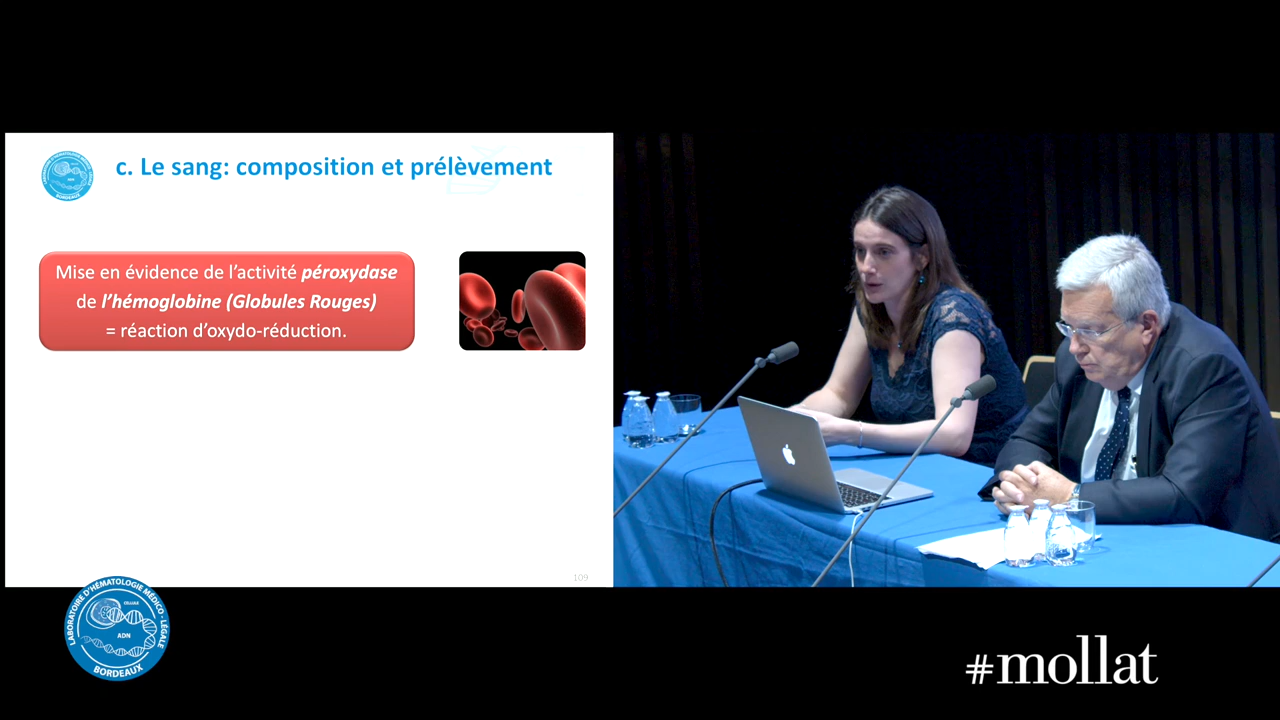 c. Le sang: composition et prélèvement
Mise en évidence de l'activité péroxydase
de l'hémoglobine (Globules Rouges)
= réaction d'oxydo-réduction.
109
LABORATOIRE D'HÉMATOLOGIE MÉDICO - LÉGALE
CELLULE
ADN
BORDEAUX
#mollat